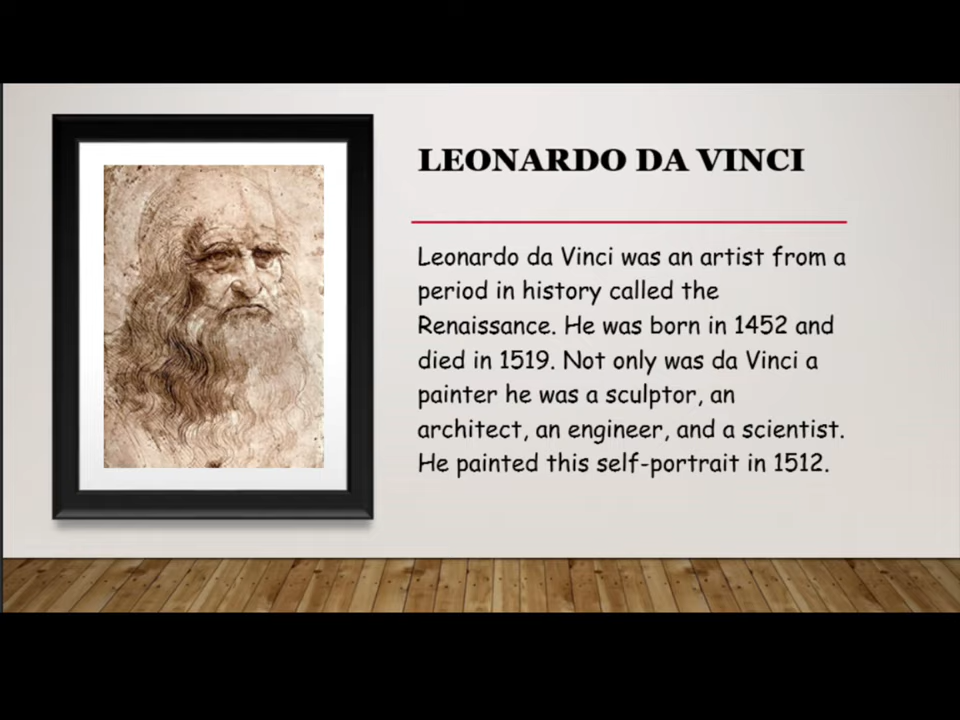 LEONARDO DA VINCI
Leonardo da Vinci was an artist from a
period in history called the
Renaissance. He was born in 1452 and
died in 1519. Not only was da Vinci a
painter he was a sculptor, an
architect, an engineer, and a scientist.
He painted this self-portrait in 1512.